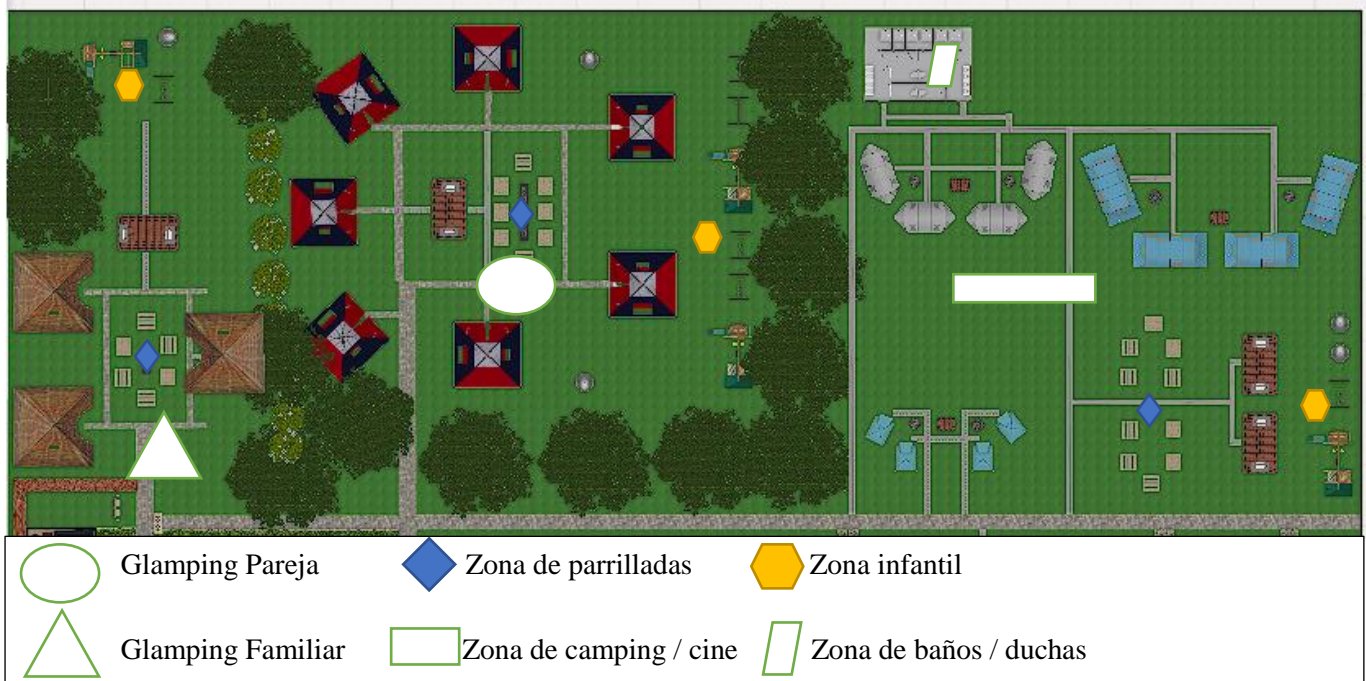 Glamping Pareja Zona de parrilladas Zona infantil
Glamping Familiar Zona de camping / cine Zona de baños / duchas